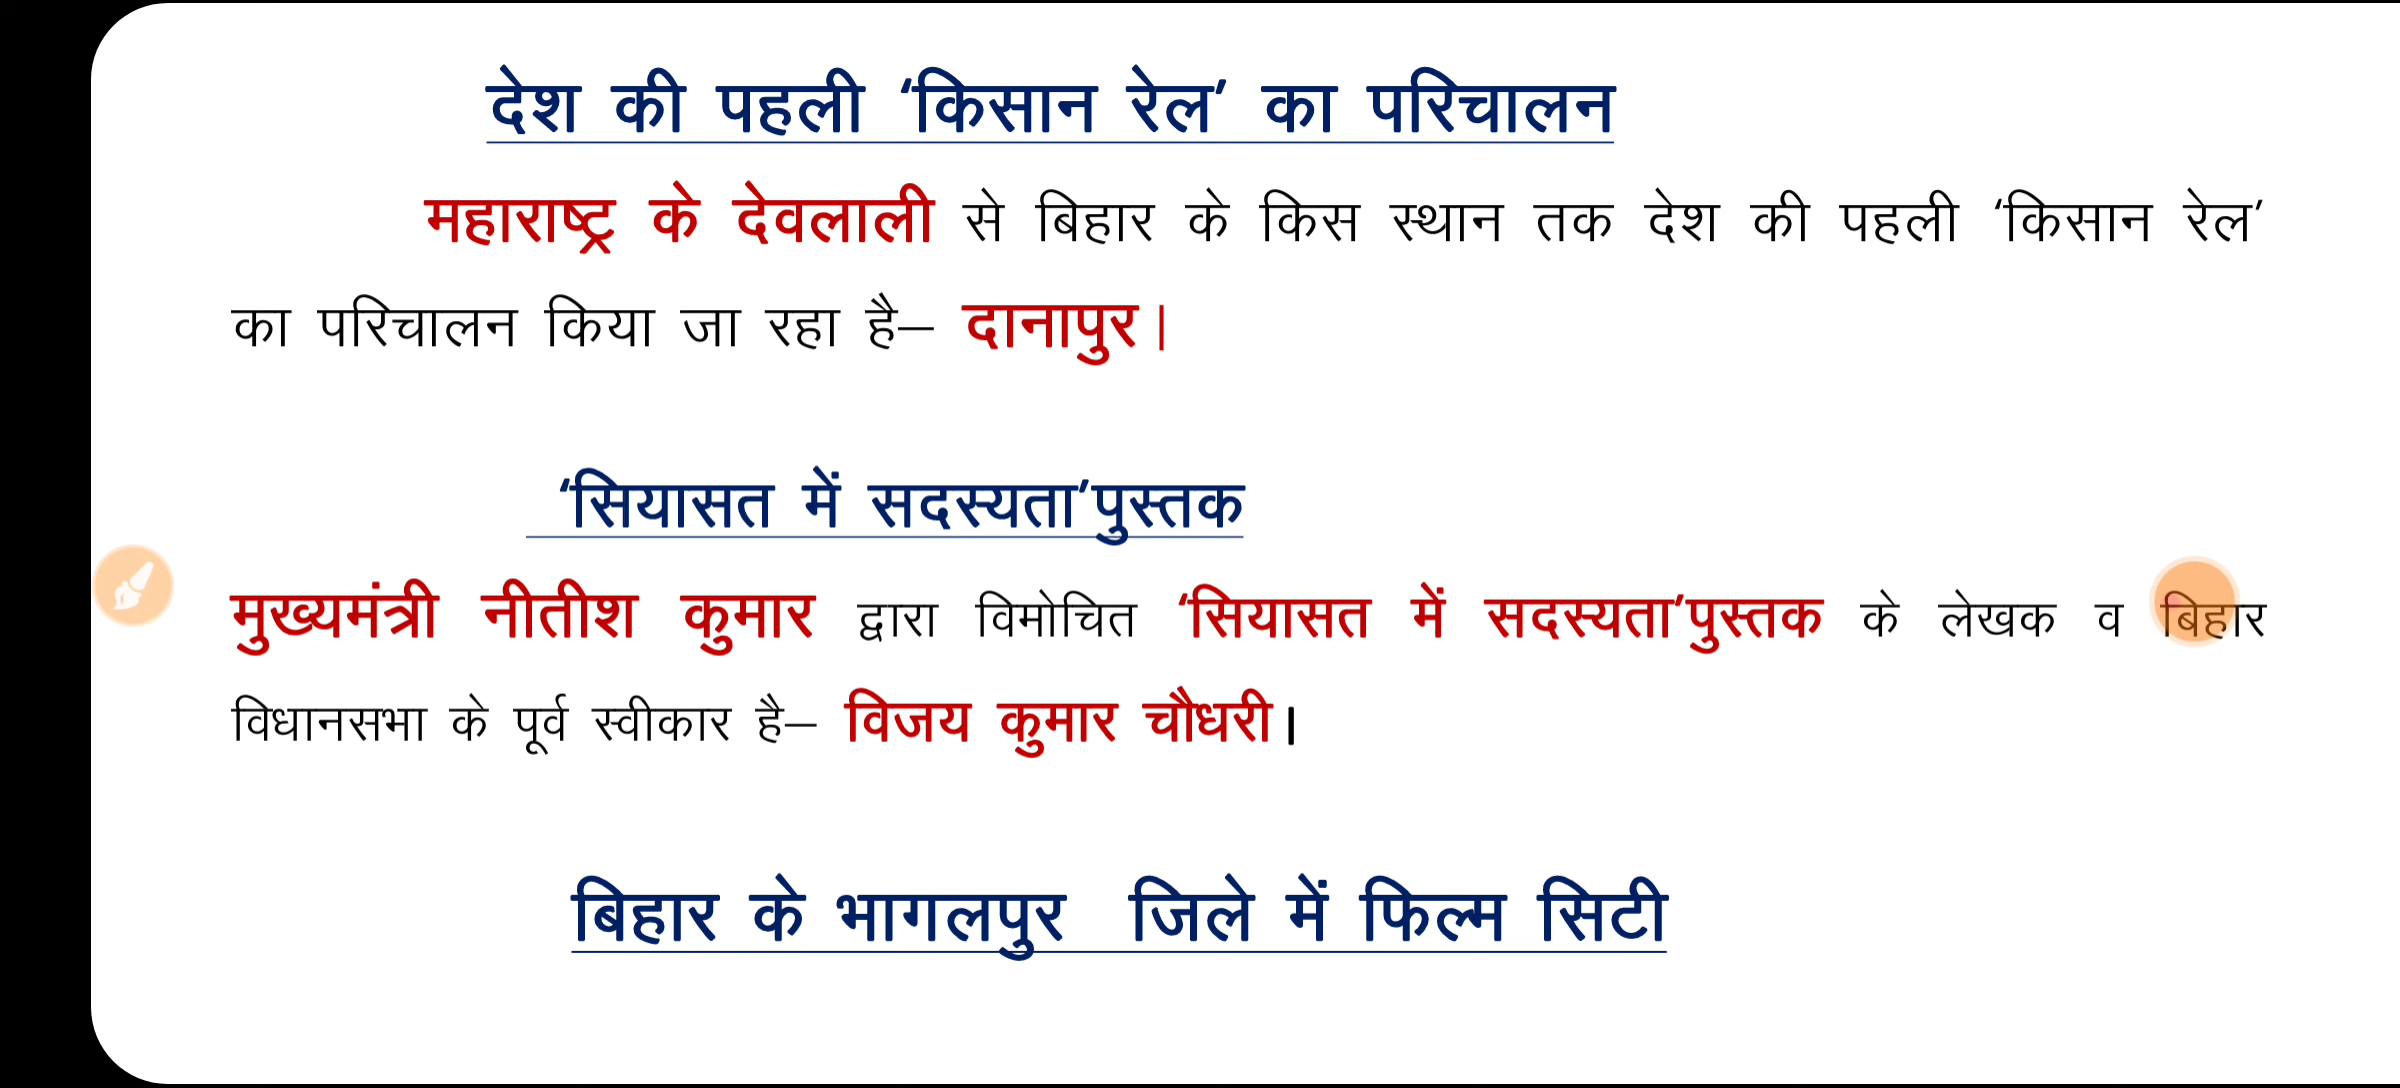 देश की पहली ‘किसान रेल’ का परिचालन
महाराष्ट्र के देवलाली से बिहार के किस स्थान तक देश की पहली ‘किसान रेल’
का परिचालन किया जा रहा है– दानापुर।
‘सियासत में सदस्यता’पुस्तक
मुख्यमंत्री नीतीश कुमार द्वारा विमोचित ‘सियासत में सदस्यता’पुस्तक के लेखक व बिहार
विधानसभा के पूर्व स्वीकार है– विजय कुमार चौधरी।
बिहार के भागलपुर जिले में फिल्म सिटी